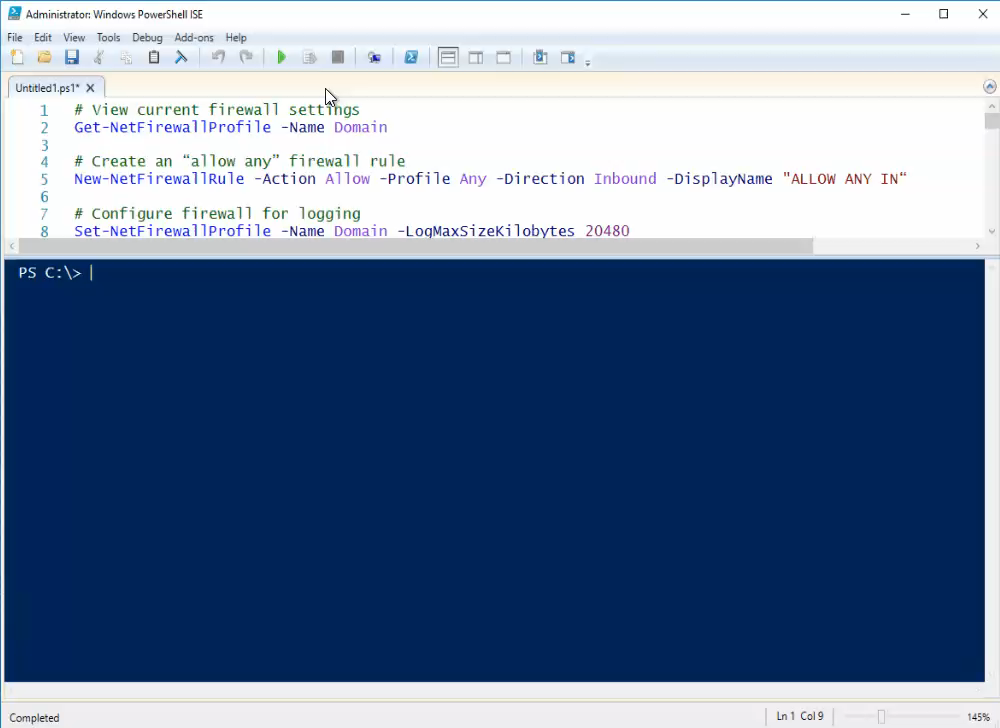 Administrator: Windows PowerShell ISE
File Edit View Tools Debug Add-ons Help
Untitled1.ps1* X
1 # View current firewall settings
2 Get-NetFirewallProfile -Name Domain
3
4 # Create an “allow any” firewall rule
5 New-NetFirewallRule -Action Allow -Profile Any -Direction Inbound -DisplayName "ALLOW ANY IN“
6
7 # Configure firewall for logging
8 Set-NetFirewallProfile -Name Domain -LogMaxSizeKilobytes 20480
PS C:\>
Completed
Ln 1 Col 9
145%